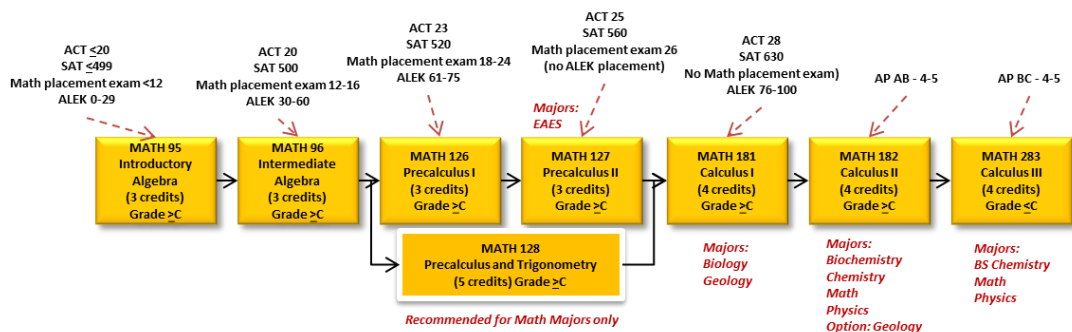 ACT ≤20
SAT ≤499
Math placement exam <12
ALEK 0-29
ACT 20
SAT 500
Math placement exam 12-16
ALEK 30-60
ACT 23
SAT 520
Math placement exam 18-24
ALEK 61-75
ACT 25
SAT 560
Math placement exam 26
(no ALEK placement)
ACT 28
SAT 630
No Math placement exam)
ALEK 76-100
AP AB - 4-5
AP BC - 4-5
Majors:
EAES
MATH 95
Introductory
Algebra
(3 credits)
Grade ≥C
MATH 96
Intermediate
Algebra
(3 credits)
Grade ≥C
MATH 126
Precalculus I
(3 credits)
Grade ≥C
MATH 127
Precalculus II
(3 credits)
Grade ≥C
MATH 181
Calculus I
(4 credits)
Grade ≥C
MATH 182
Calculus II
(4 credits)
Grade ≥C
MATH 283
Calculus III
(4 credits)
Grade ≤C
MATH 128
Precalculus and Trigonometry
(5 credits) Grade ≥C
Recommended for Math Majors only
Majors:
Biology
Geology
Majors:
Biochemistry
Chemistry
Math
Physics
Option: Geology
Majors:
BS Chemistry
Math
Physics